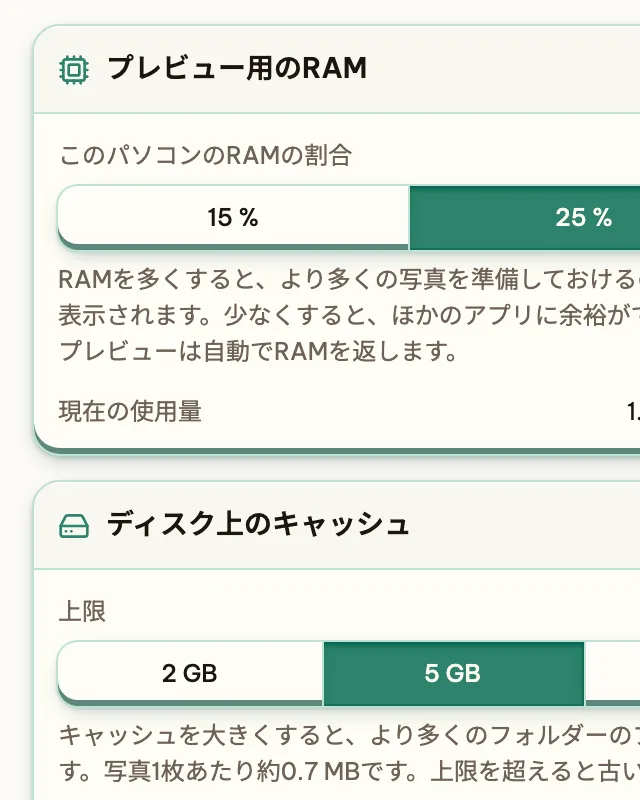 プレビュー用のRAM
このパソコンのRAMの割合
15 % 25 %
RAMを多くすると、より多くの写真を準備しておける
表示されます。少なくすると、ほかのアプリに余裕が
プレビューは自動でRAMを返します。
現在の使用量 1.
ディスク上のキャッシュ
上限
2 GB 5 GB
キャッシュを大きくすると、より多くのフォルダーの
す。写真1枚あたり約0.7 MBです。上限を超えると古い